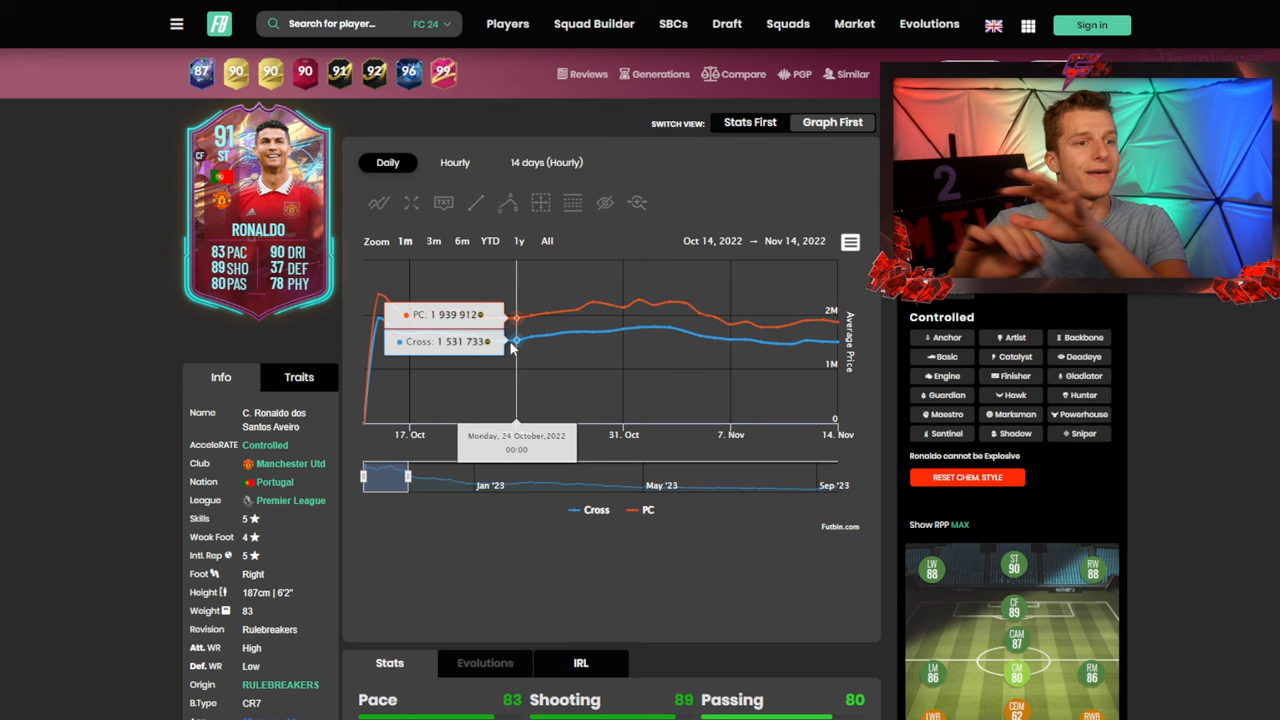 FB
Search for player...
FC 24
Players
Squad Builder
SBCs
Draft
Squads
Market
Evolutions
Sign in
87
90
90
90
91
92
96
99
Reviews
Generations
Compare
PGP
Similar
91
ST
CF
RONALDO
83 PAC
90 DRI
89 SHO
37 DEF
80 PAS
78 PHY
SWITCH VIEW:
Stats First
Graph First
Daily
Hourly
14 days (Hourly)
TXT
Zoom
1m
3m
6m
YTD
1y
All
Oct 14, 2022 → Nov 14, 2022
PC: 1 939 912
Cross: 1 531 733
2M
1M
0
Average Price
17. Oct
Monday, 24 October,2022
00:00
31. Oct
7. Nov
14. Nov
Jan '23
May '23
Sep '23
Cross
PC
Futbin.com
Info
Traits
Name
C. Ronaldo dos
Santos Aveiro
AcceleRATE
Controlled
Club
Manchester Utd
Nation
Portugal
League
Premier League
Skills
5
Weak Foot
4
Intl. Rep
5
Foot
Right
Height
187cm | 6'2"
Weight
83
Revision
Rulebreakers
Att. WR
High
Def. WR
Low
Origin
RULEBREAKERS
B.Type
CR7
Stats
Evolutions
IRL
Pace
83
Shooting
89
Passing
80
2
Controlled
Anchor
Artist
Backbone
Basic
Catalyst
Deadeye
Engine
Finisher
Gladiator
Guardian
Hawk
Hunter
Maestro
Marksman
Powerhouse
Sentinel
Shadow
Sniper
Ronaldo cannot be Explosive
RESET CHEM. STYLE
Show RPP MAX
LW
88
ST
90
RW
88
CF
89
CAM
87
LM
86
CM
80
RM
86
LWB
CDM
62
RWB